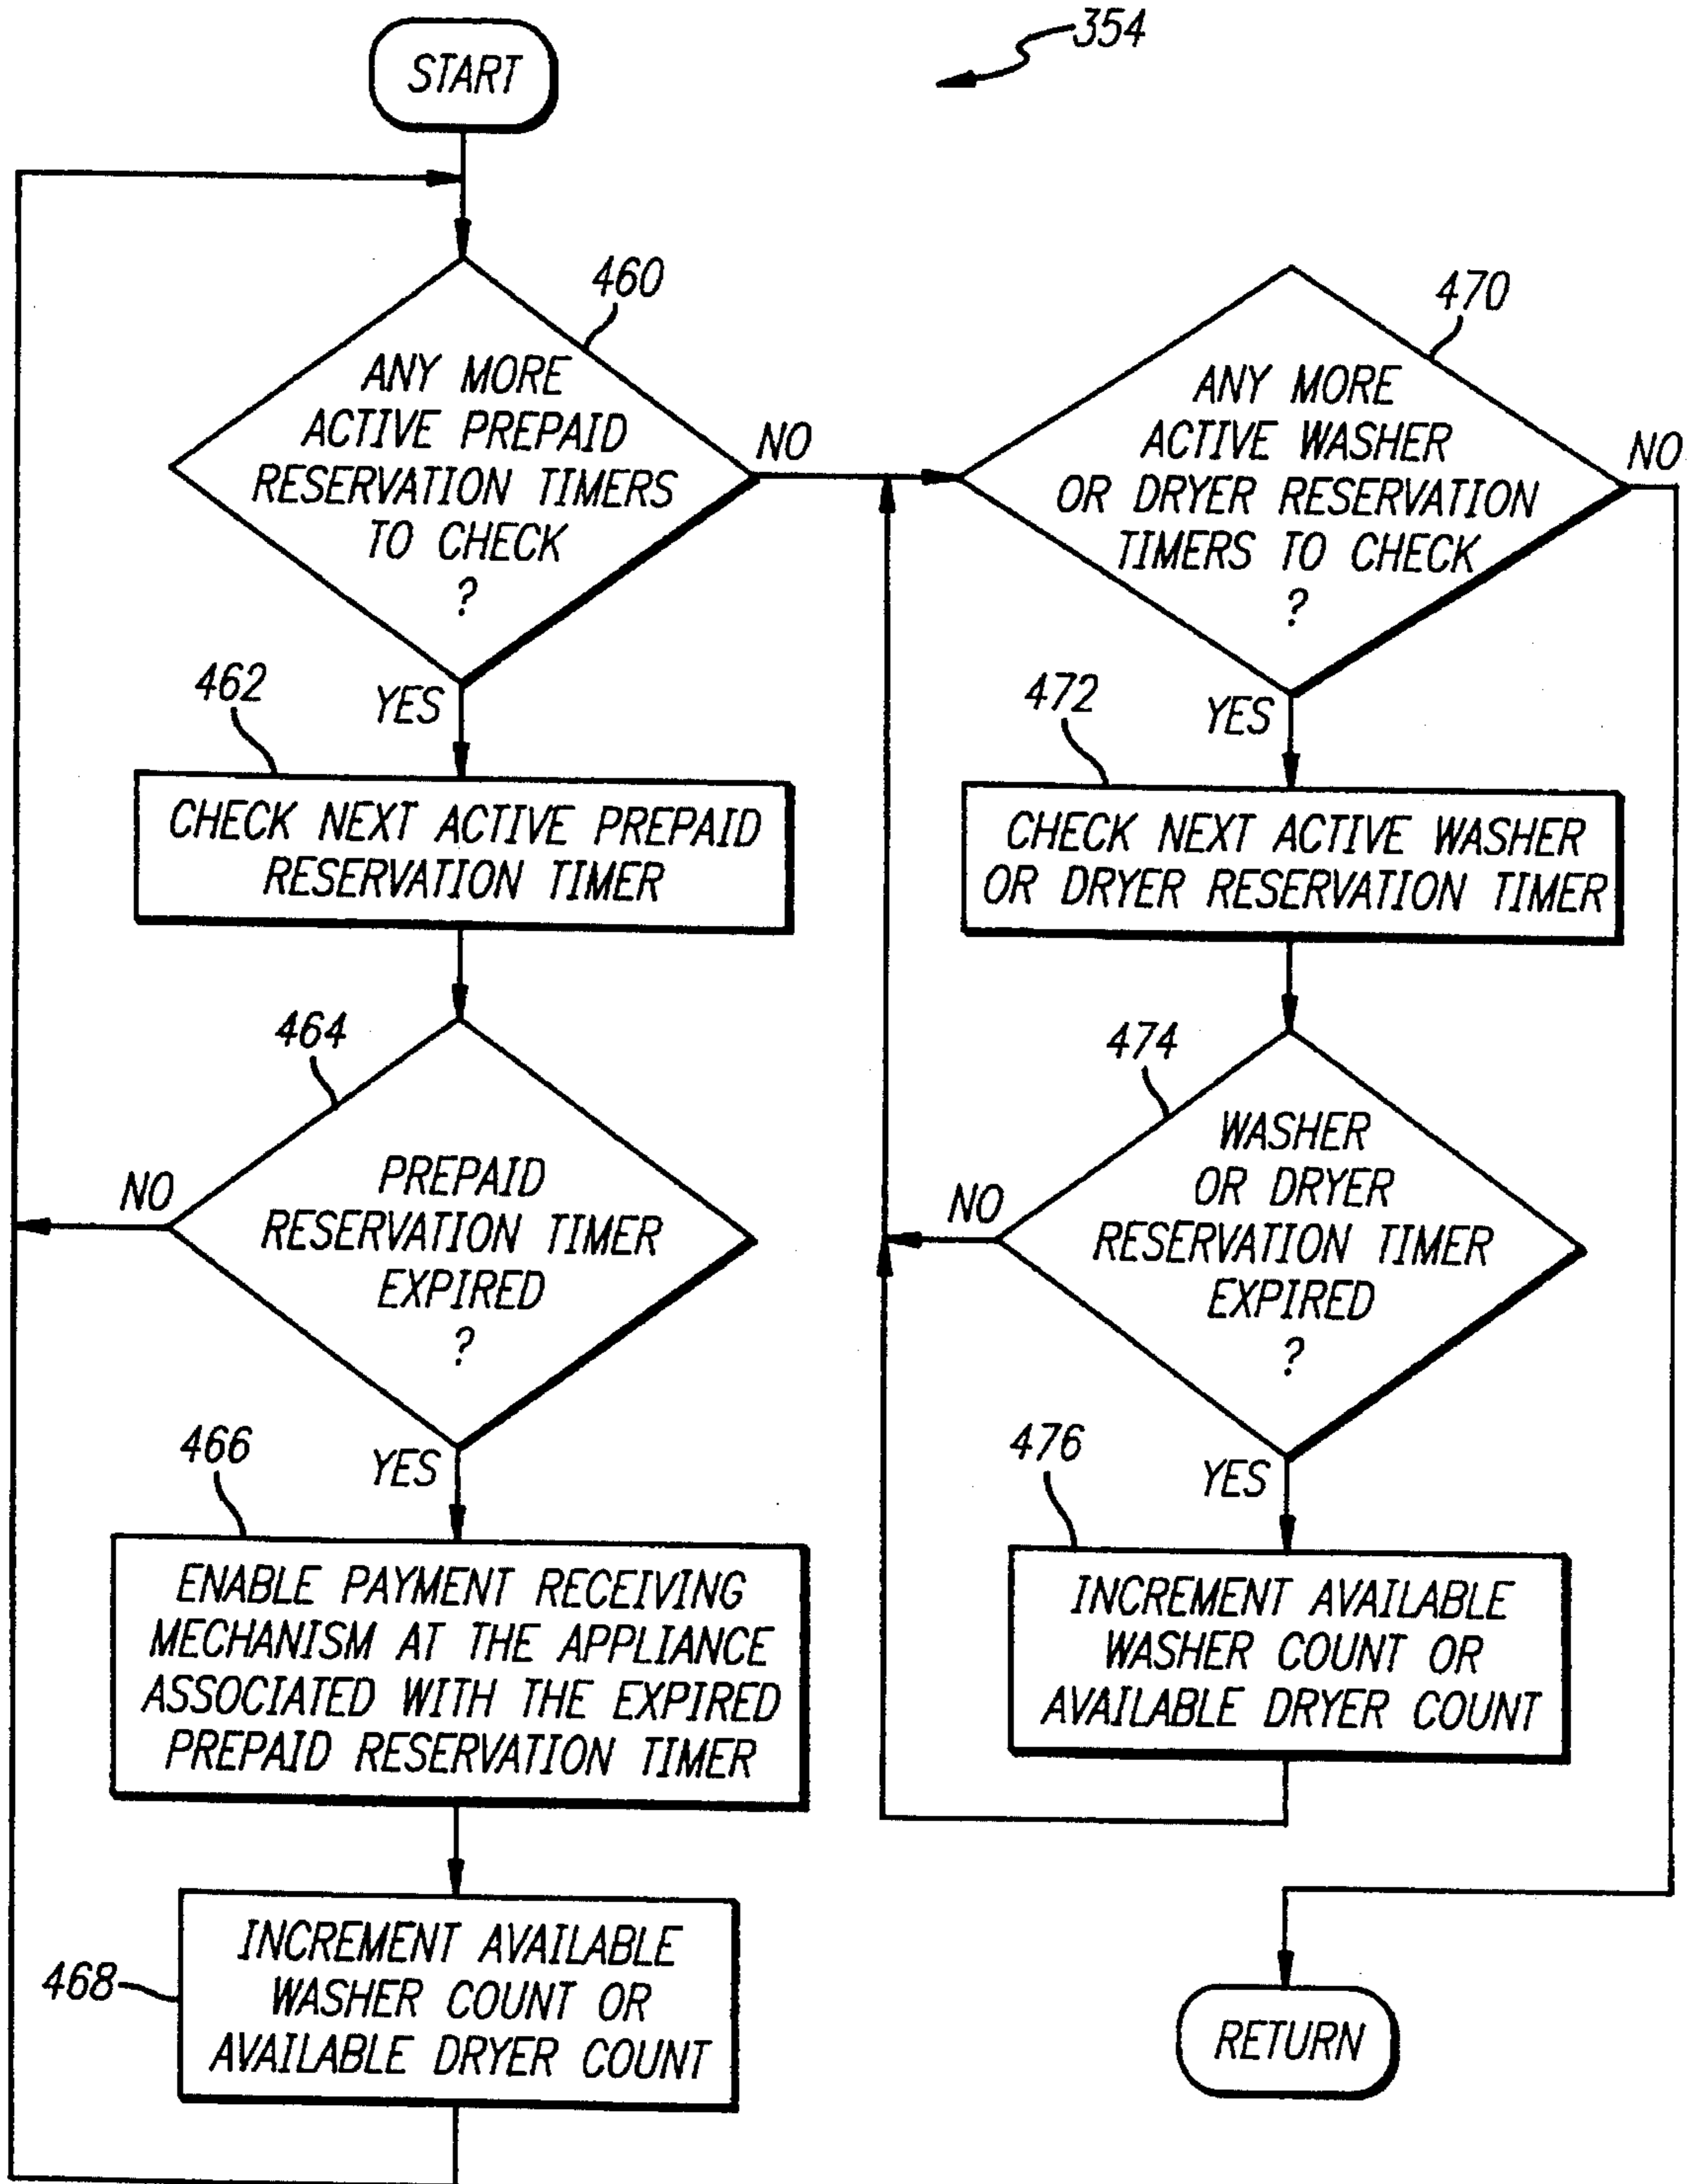 START
354
460
ANY MORE
ACTIVE PREPAID
RESERVATION TIMERS
TO CHECK
?
NO
YES
462
CHECK NEXT ACTIVE PREPAID
RESERVATION TIMER
464
PREPAID
RESERVATION TIMER
EXPIRED
?
NO
YES
466
ENABLE PAYMENT RECEIVING
MECHANISM AT THE APPLIANCE
ASSOCIATED WITH THE EXPIRED
PREPAID RESERVATION TIMER
468
INCREMENT AVAILABLE
WASHER COUNT OR
AVAILABLE DRYER COUNT
470
ANY MORE
ACTIVE WASHER
OR DRYER RESERVATION
TIMERS TO CHECK
?
NO
YES
472
CHECK NEXT ACTIVE WASHER
OR DRYER RESERVATION TIMER
474
WASHER
OR DRYER
RESERVATION TIMER
EXPIRED
?
NO
YES
476
INCREMENT AVAILABLE
WASHER COUNT OR
AVAILABLE DRYER COUNT
RETURN